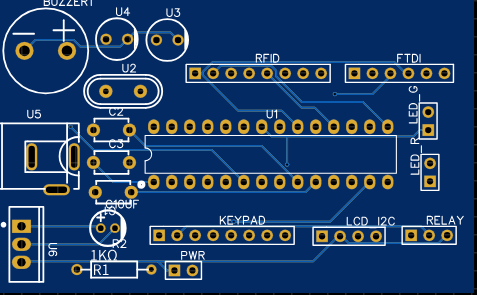 BUZZER1
U4
U3
U2
RFID
FTDI
LED_G
U5
C2
U1
C3
LED_R
C10UF
KEYPAD
LCD_I2C
RELAY
R2
U6
1KΩ
R1
PWR